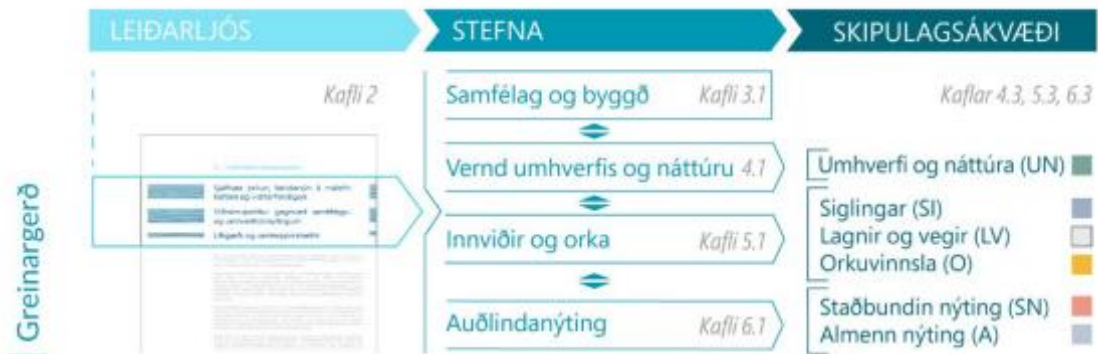 LEIÐARLJÓS
STEFNA
SKIPULAGSÁKVÆÐI
Greinargerð
Kafli 2
Samfélag og byggð Kafli 3.1
Vernd umhverfis og náttúru 4.1
Innviðir og orka Kafli 5.1
Auðlindanýting Kafli 6.1
Kaflar 4.3, 5.3, 6.3
Umhverfi og náttúra (UN)
Siglingar (SI)
Lagnir og vegir (LV)
Orkuvinnsla (O)
Staðbundin nýting (SN)
Almenn nýting (A)